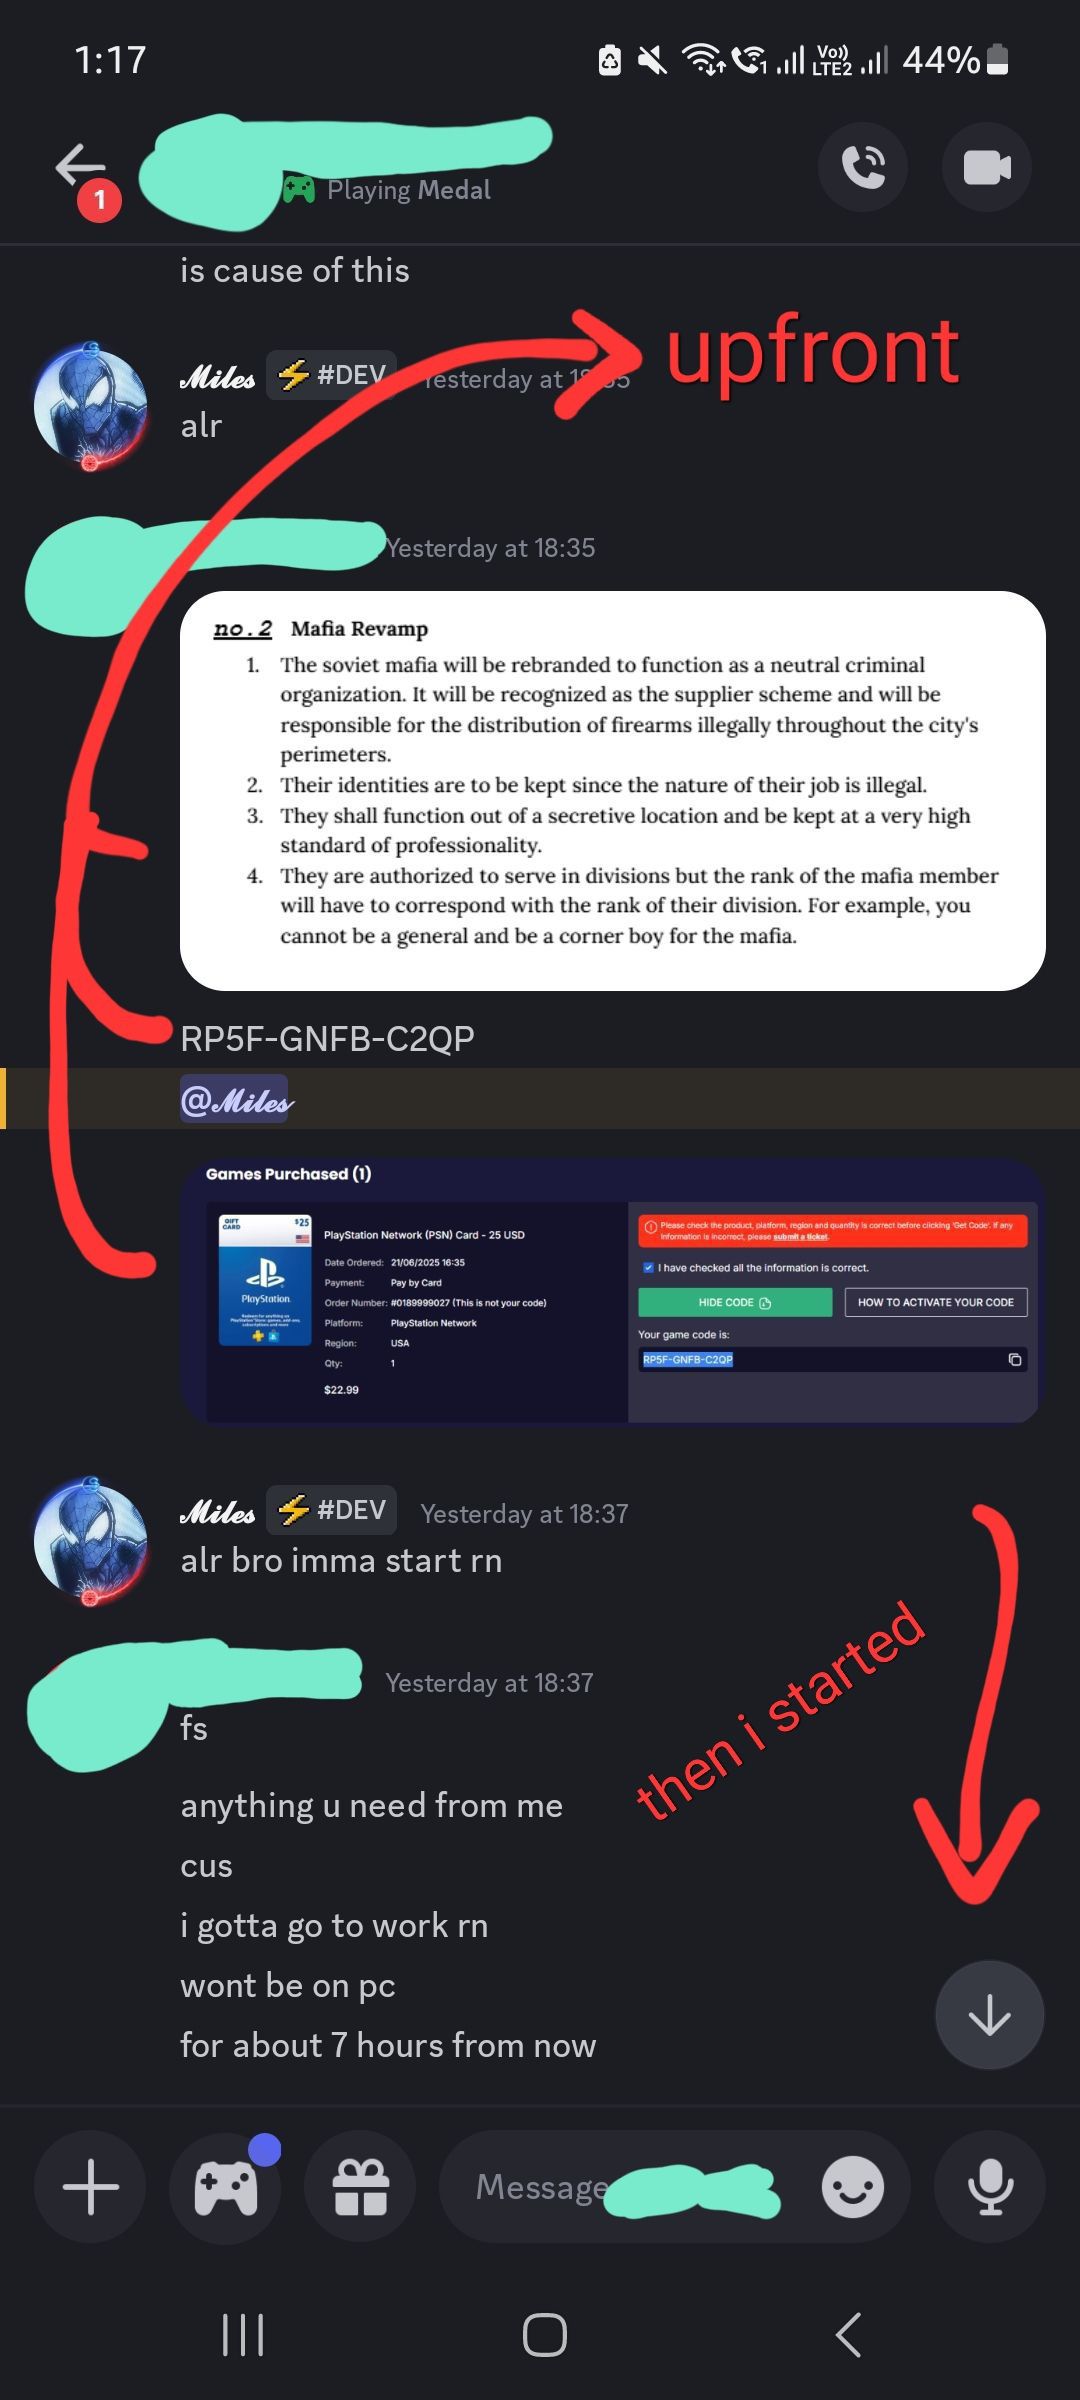 1:17
Vo))
LTE2
44%
1
Playing Medal
is cause of this
upfront
Miles #DEV Yesterday at
alr
Yesterday at 18:35
no.2 Mafia Revamp
1. The soviet mafia will be rebranded to function as a neutral criminal
organization. It will be recognized as the supplier scheme and will be
responsible for the distribution of firearms illegally throughout the city's
perimeters.
2. Their identities are to be kept since the nature of their job is illegal.
3. They shall function out of a secretive location and be kept at a very high
standard of professionality.
4. They are authorized to serve in divisions but the rank of the mafia member
will have to correspond with the rank of their division. For example, you
cannot be a general and be a corner boy for the mafia.
RP5F-GNFB-C2QP
@Miles
Games Purchased (1)
GIFT CARD $25
PlayStation
PlayStation Network (PSN) Card - 25 USD
Date Ordered: 21/06/2025 16:35
Payment: Pay by Card
Order Number: #0189999027 (This is not your code)
Platform: PlayStation Network
Region: USA
Qty: 1
$22.99
Please check the product, platform, region and quantity is correct before clicking 'Get Code'. If any
information is incorrect, please submit a ticket.
I have checked all the information is correct.
HIDE CODE
HOW TO ACTIVATE YOUR CODE
Your game code is:
RP5F-GNFB-C2QP
Miles #DEV Yesterday at 18:37
alr bro imma start rn
then i started
Yesterday at 18:37
fs
anything u need from me
cus
i gotta go to work rn
wont be on pc
for about 7 hours from now
Message